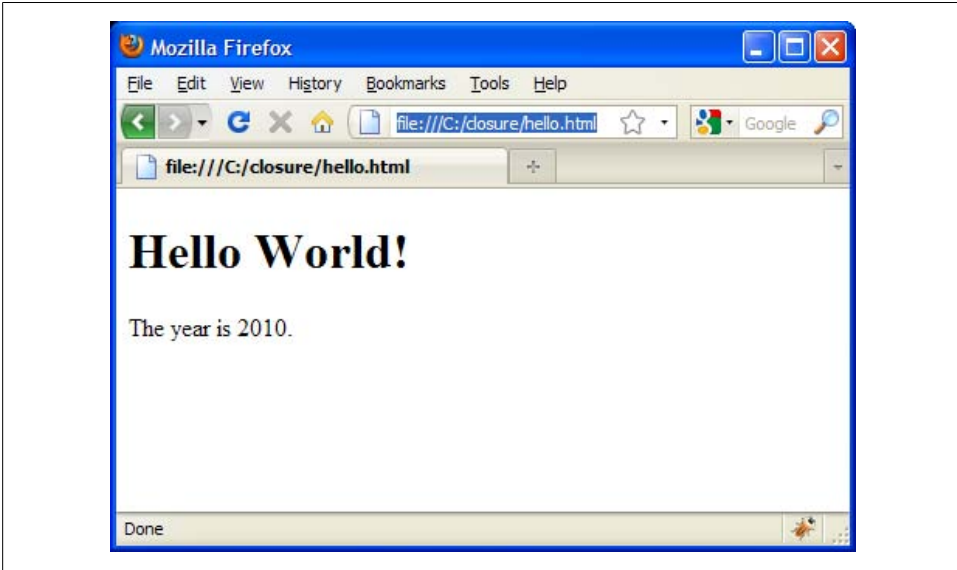 Mozilla Firefox
File Edit View History Bookmarks Tools Help
file:///C:/closure/hello.html Google
file:///C:/closure/hello.html
Hello World!
The year is 2010.
Done